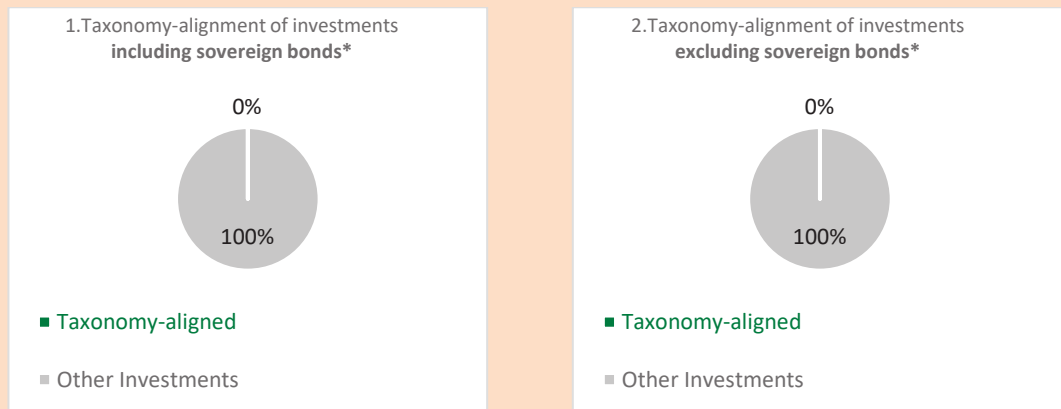 1.Taxonomy-alignment of investments
including sovereign bonds*
0%
100%
Taxonomy-aligned
Other Investments
2.Taxonomy-alignment of investments
excluding sovereign bonds*
0%
100%
Taxonomy-aligned
Other Investments